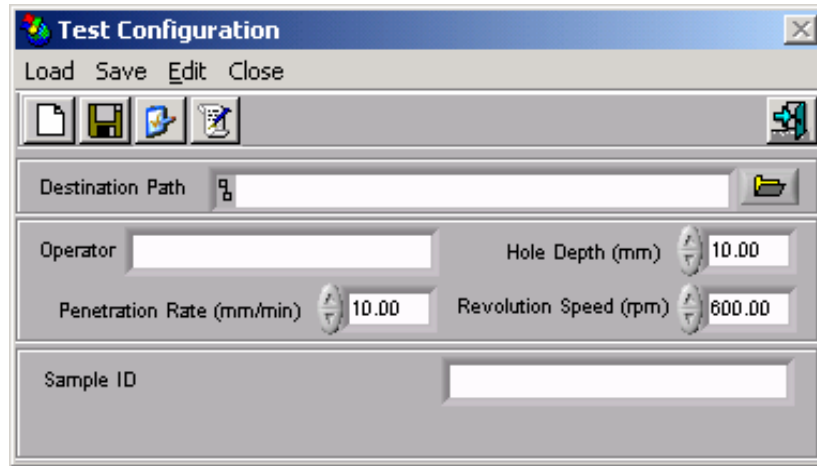 Test Configuration
Load Save Edit Close
Destination Path
Operator
Hole Depth (mm) 10.00
Penetration Rate (mm/min) 10.00
Revolution Speed (rpm) 600.00
Sample ID